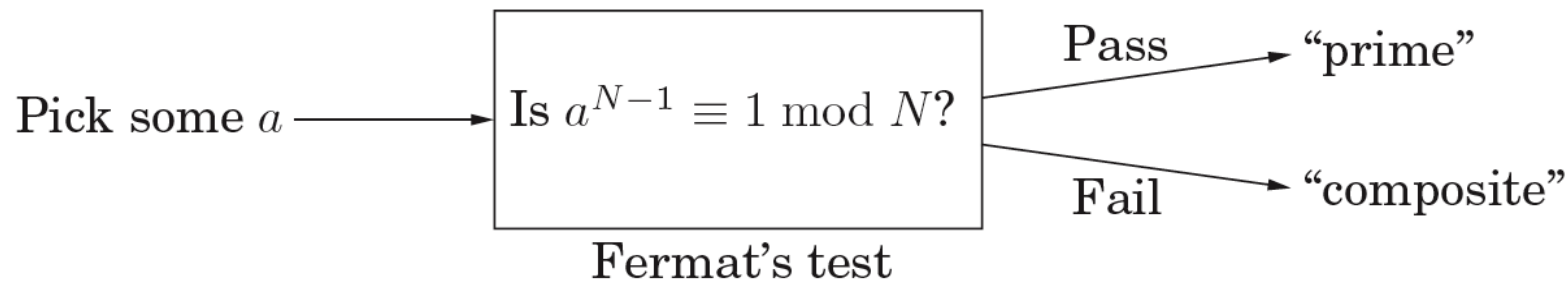 Pick some a
Is a^{N−1} ≡ 1 mod N?
Pass
“prime”
Fail
“composite”
Fermat’s test